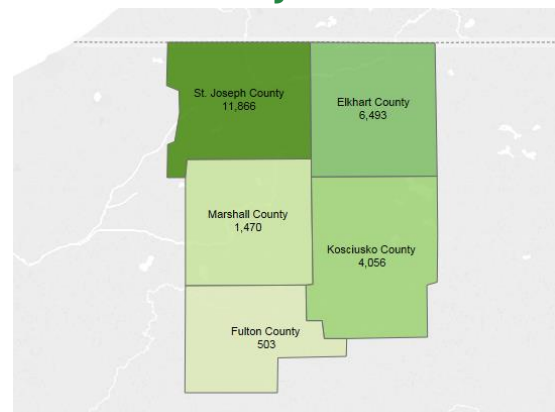 St. Joseph County
11,866
Elkhart County
6,493
Marshall County
1,470
Kosciusko County
4,056
Fulton County
503